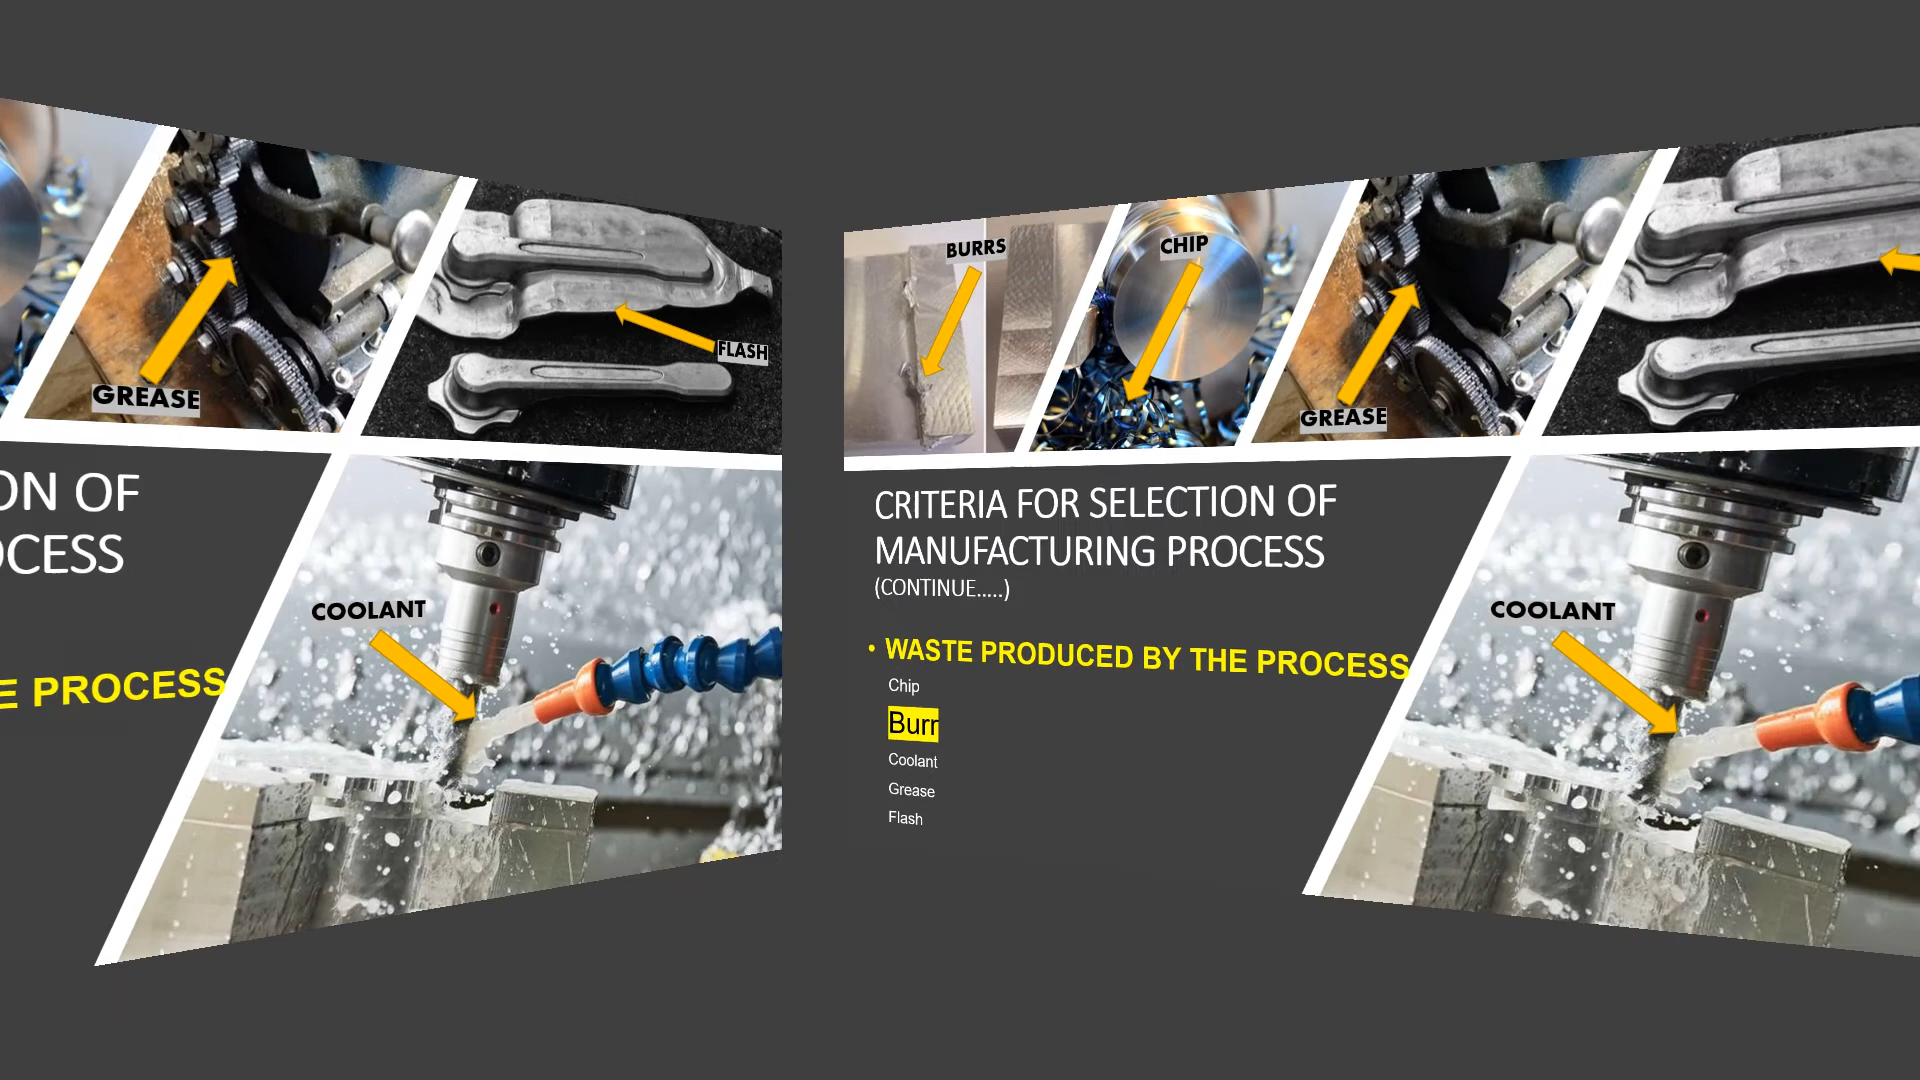 GREASE
FLASH
ON OF
OCESS
COOLANT
E PROCESS
BURRS
CHIP
GREASE
CRITERIA FOR SELECTION OF
MANUFACTURING PROCESS
(CONTINUE.....)
COOLANT
• WASTE PRODUCED BY THE PROCESS
Chip
Burr
Coolant
Grease
Flash